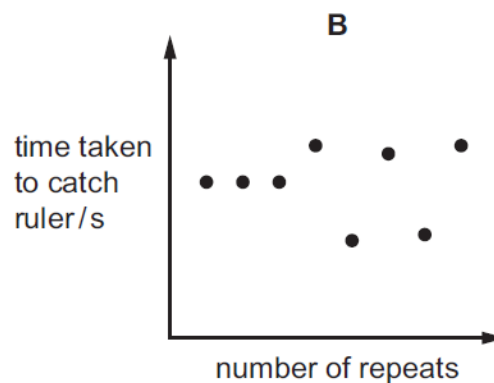 B
time taken
to catch
ruler/s
number of repeats